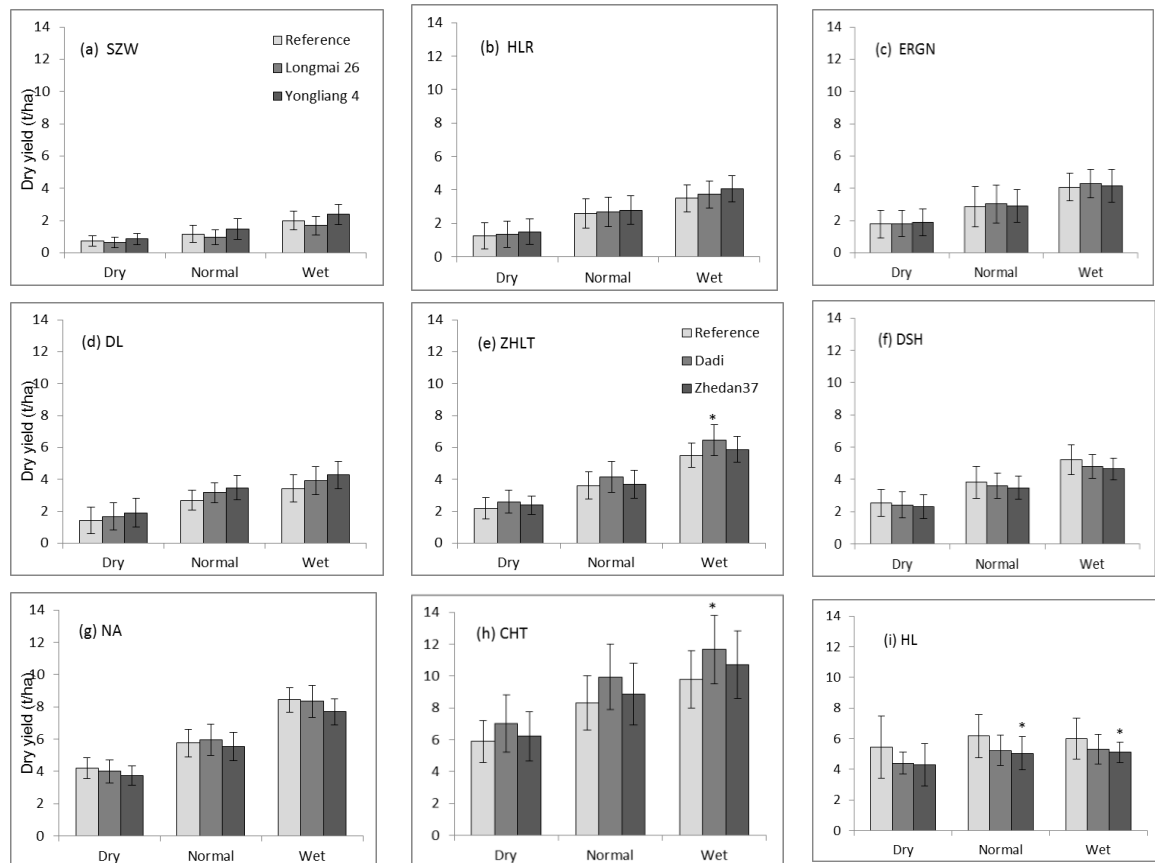 (a) SZW
Reference
Longmai 26
Yongliang 4
Dry yield (t/ha)
14
12
10
8
6
4
2
0
Dry Normal Wet
(b) HLR
14
12
10
8
6
4
2
0
Dry Normal Wet
(c) ERGN
14
12
10
8
6
4
2
0
Dry Normal Wet
(d) DL
Dry yield (t/ha)
14
12
10
8
6
4
2
0
Dry Normal Wet
(e) ZHLT
Reference
Dadi
Zhedan37
14
12
10
8
6
4
2
0
*
Dry Normal Wet
(f) DSH
14
12
10
8
6
4
2
0
Dry Normal Wet
(g) NA
Dry yield (t/ha)
14
12
10
8
6
4
2
0
Dry Normal Wet
(h) CHT
14
12
10
8
6
4
2
0
*
Dry Normal Wet
(i) HL
14
12
10
8
6
4
2
0
* *
Dry Normal Wet